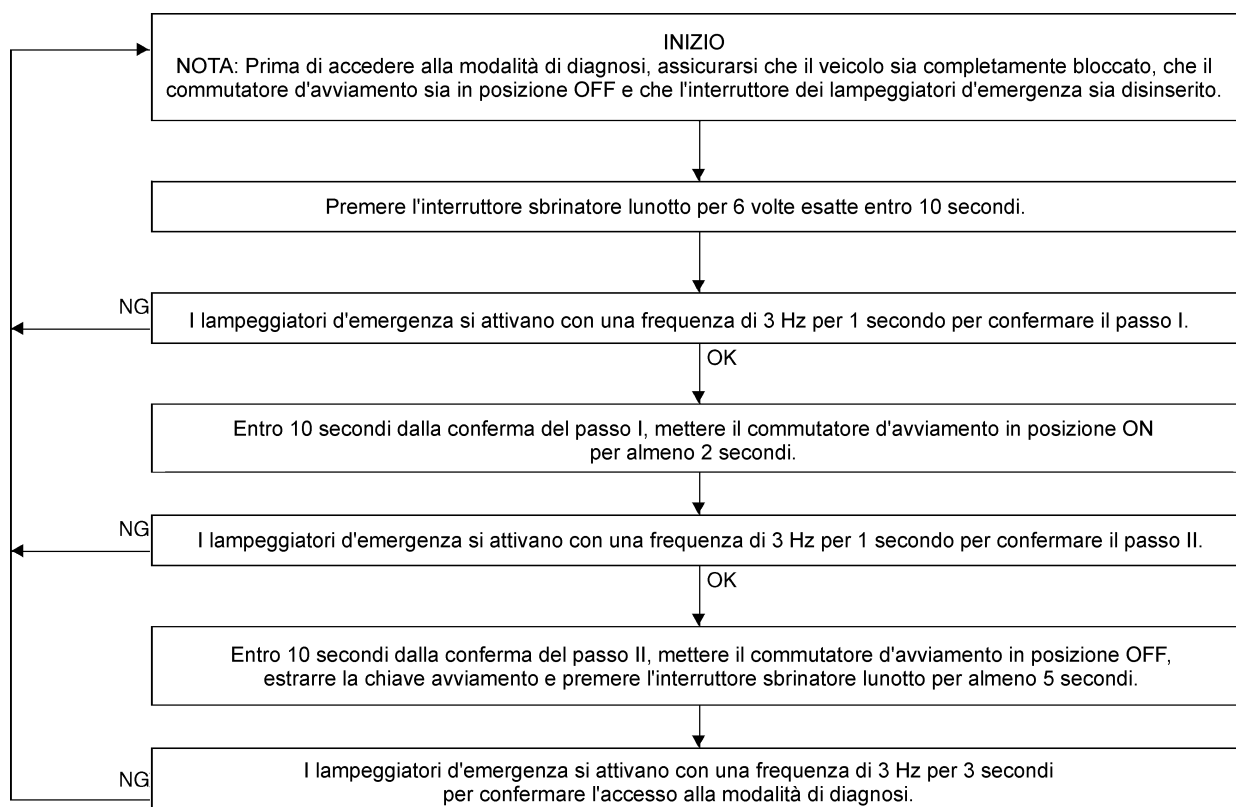 INIZIO
NOTA: Prima di accedere alla modalità di diagnosi, assicurarsi che il veicolo sia completamente bloccato, che il
commutatore d'avviamento sia in posizione OFF e che l'interruttore dei lampeggiatori d'emergenza sia disinserito.
Premere l'interruttore sbrinatore lunotto per 6 volte esatte entro 10 secondi.
NG
I lampeggiatori d'emergenza si attivano con una frequenza di 3 Hz per 1 secondo per confermare il passo I.
OK
Entro 10 secondi dalla conferma del passo I, mettere il commutatore d'avviamento in posizione ON
per almeno 2 secondi.
NG
I lampeggiatori d'emergenza si attivano con una frequenza di 3 Hz per 1 secondo per confermare il passo II.
OK
Entro 10 secondi dalla conferma del passo II, mettere il commutatore d'avviamento in posizione OFF,
estrarre la chiave avviamento e premere l'interruttore sbrinatore lunotto per almeno 5 secondi.
NG
I lampeggiatori d'emergenza si attivano con una frequenza di 3 Hz per 3 secondi
per confermare l'accesso alla modalità di diagnosi.